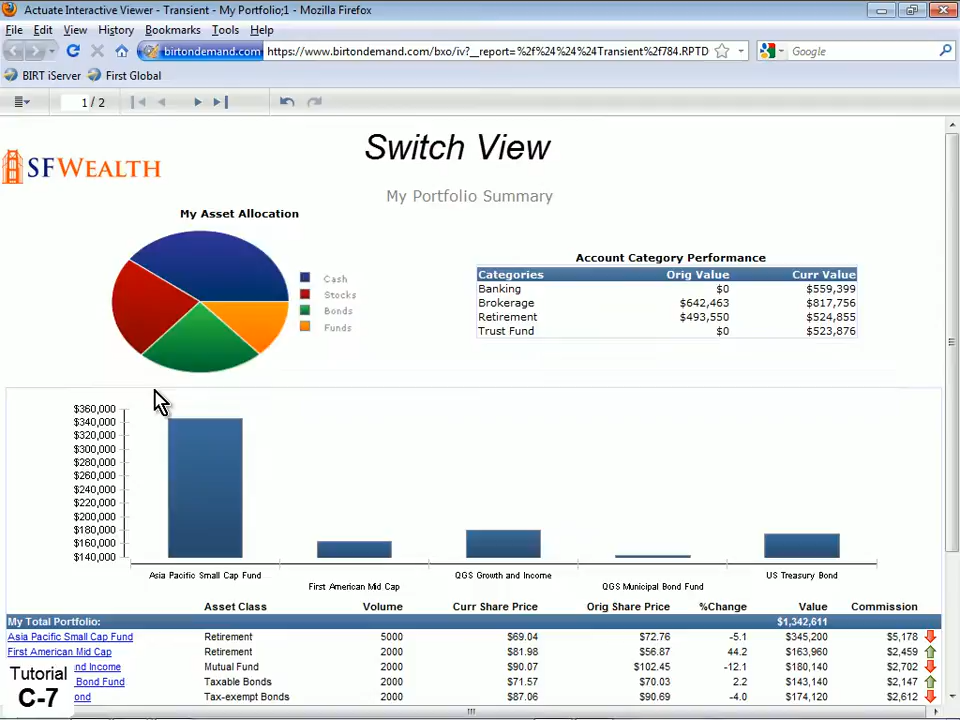 Actuate Interactive Viewer - Transient - My Portfolio;1 - Mozilla Firefox
File Edit View History Bookmarks Tools Help
birtondemand.com https://www.birtondemand.com/bxo/iv?__report=%2f%24%24%24Transient%2f784.RPTD Google
BIRT iServer First Global
1 / 2
Switch View
SFWEALTH
My Portfolio Summary
My Asset Allocation
Cash
Stocks
Bonds
Funds
Account Category Performance
Categories Orig Value Curr Value
Banking $0 $559,399
Brokerage $642,463 $817,756
Retirement $493,550 $524,855
Trust Fund $0 $523,876
$360,000
$340,000
$320,000
$300,000
$280,000
$260,000
$240,000
$220,000
$200,000
$180,000
$160,000
$140,000
Asia Pacific Small Cap Fund
First American Mid Cap
QGS Growth and Income
QGS Municipal Bond Fund
US Treasury Bond
Asset Class Volume Curr Share Price Orig Share Price %Change Value Commission
My Total Portfolio: $1,342,611
Asia Pacific Small Cap Fund Retirement 5000 $69.04 $72.76 -5.1 $345,200 $5,178
First American Mid Cap Retirement 2000 $81.98 $56.87 44.2 $163,960 $2,459
nd Income Mutual Fund 2000 $90.07 $102.45 -12.1 $180,140 $2,702
Bond Fund Taxable Bonds 2000 $71.57 $70.03 2.2 $143,140 $2,147
ond Tax-exempt Bonds 2000 $87.06 $90.69 -4.0 $174,120 $2,612
Tutorial
C-7